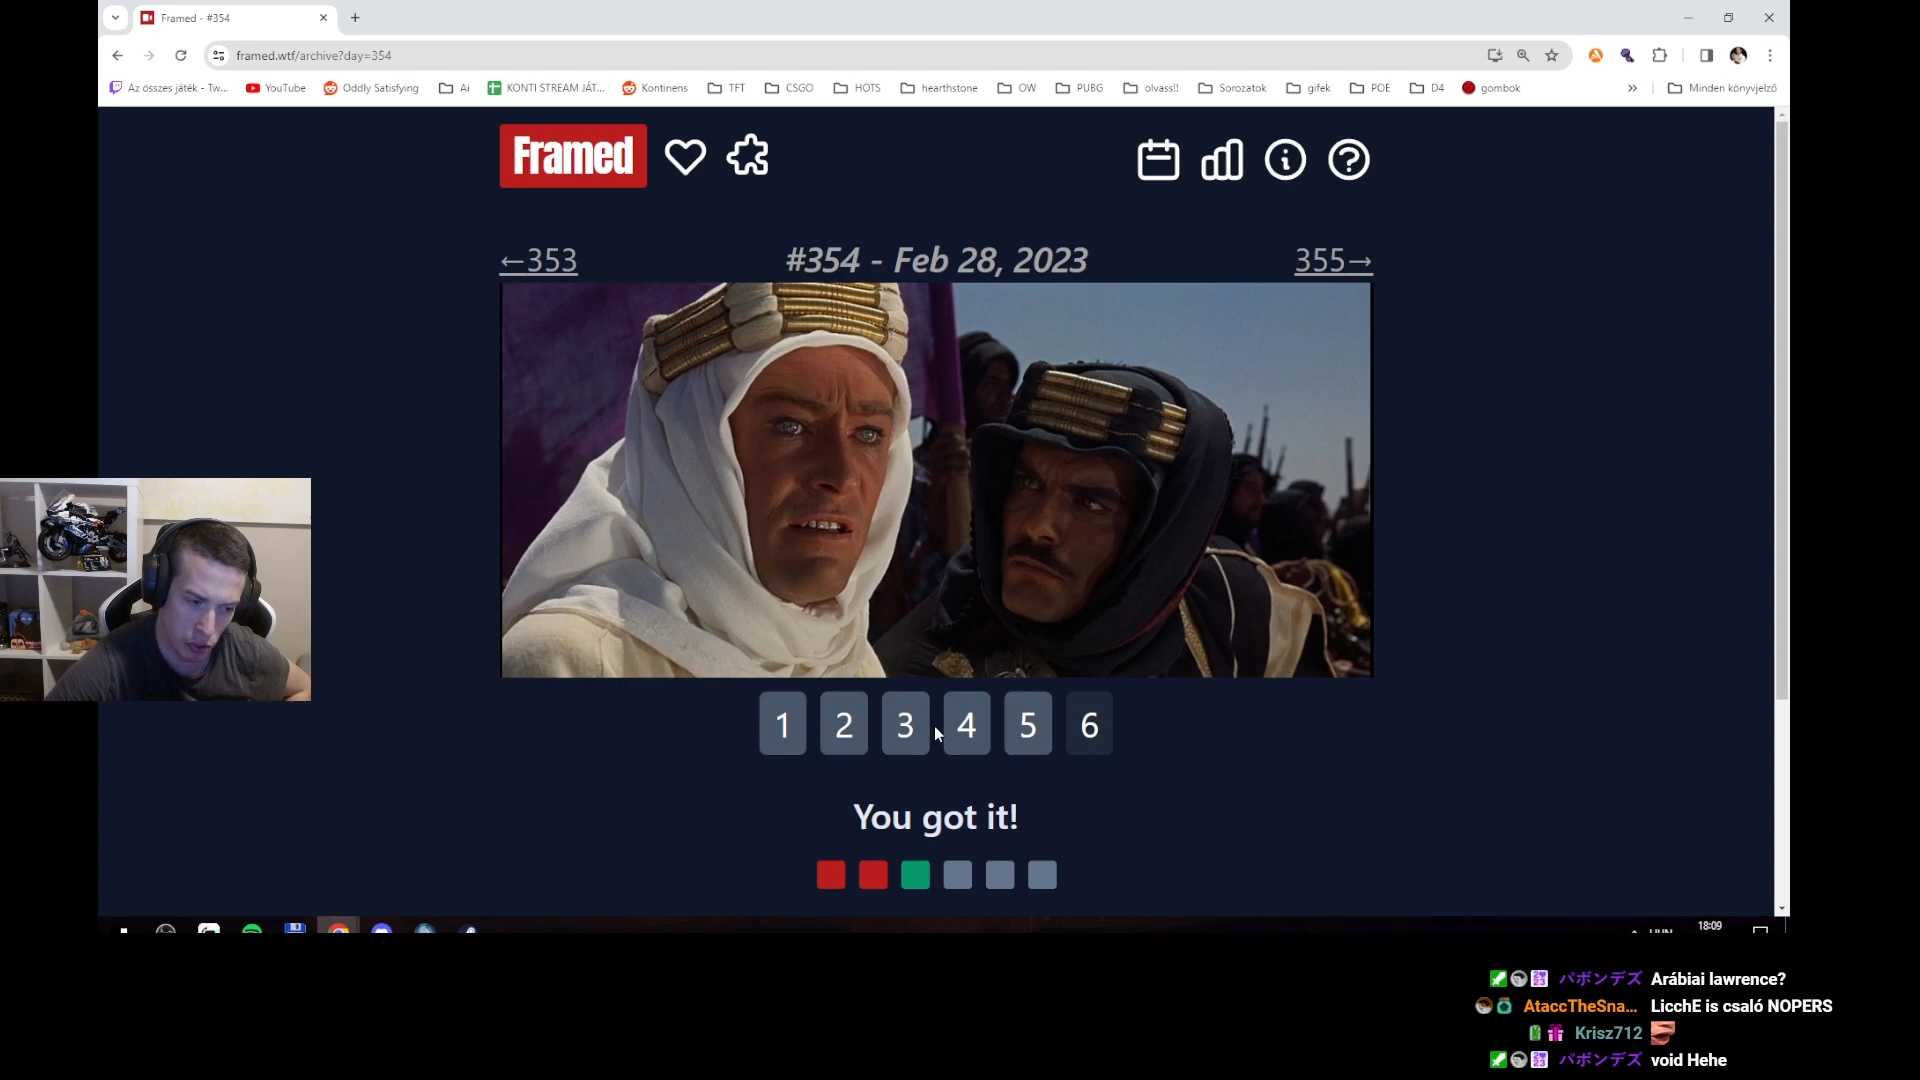 Framed - #354
framed.wtf/archive?day=354
Az összes játék - Tw... YouTube Oddly Satisfying Ai KONTI STREAM JÁT... Kontinens TFT CSGO HOTS hearthstone OW PUBG olvass!! Sorozatok gifek POE D4 gombok » Minden könyvjelző
Framed
←353 #354 - Feb 28, 2023 355→
1 2 3 4 5 6
You got it!
18:09
パボンデズ Arábiai lawrence?
AtaccTheSna... LicchE is csaló NOPERS
Krisz712
パボンデズ void Hehe